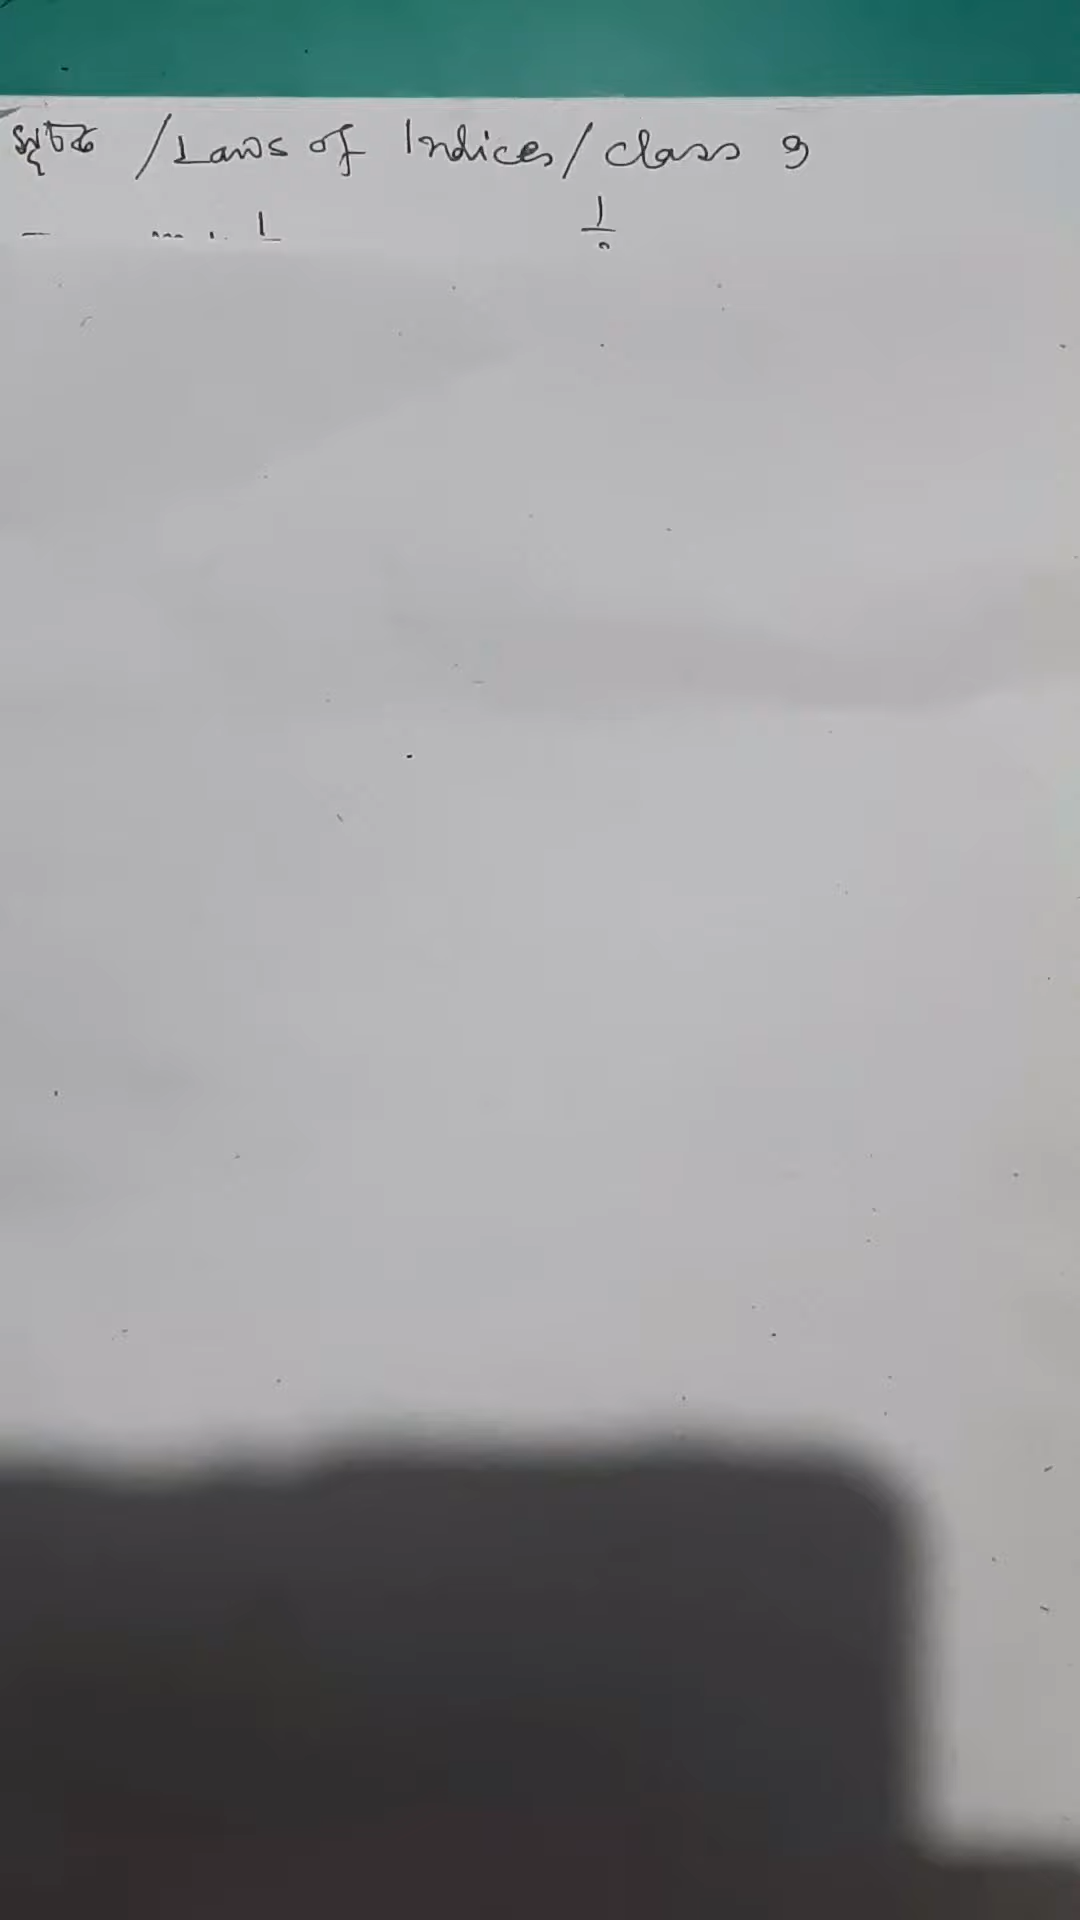 সূচক /Laws of Indices/class 9